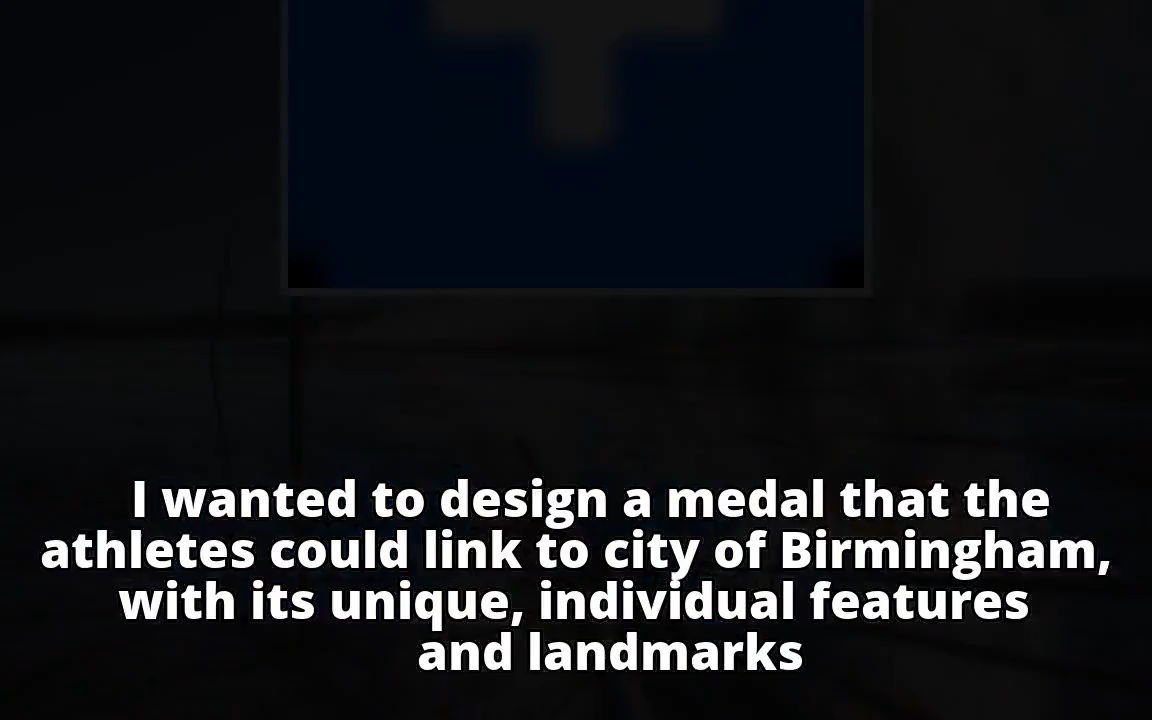 I wanted to design a medal that the
athletes could link to city of Birmingham,
with its unique, individual features
and landmarks